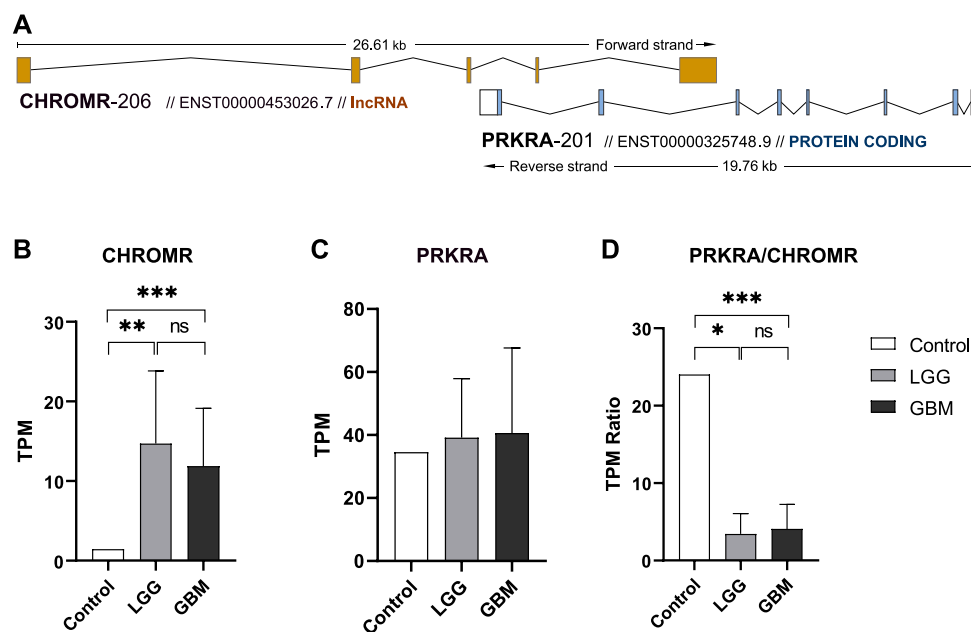 A
26.61 kb
Forward strand
CHROMR-206 // ENST00000453026.7 // lncRNA
PRKRA-201 // ENST00000325748.9 // PROTEIN CODING
Reverse strand
19.76 kb
B
CHROMR
***
**
ns
TPM
30
20
10
0
Control
LGG
GBM
C
PRKRA
TPM
80
60
40
20
0
Control
LGG
GBM
D
PRKRA/CHROMR
***
*
ns
TPM Ratio
30
20
10
0
Control
LGG
GBM
Control
LGG
GBM